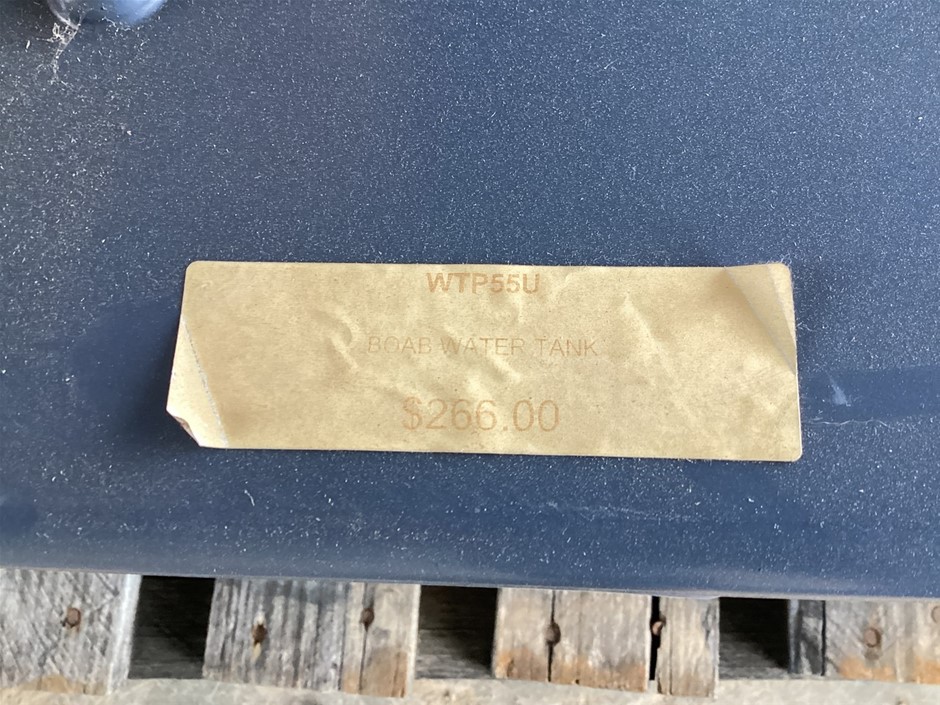 WTP55U
BOAB WATER TANK
$266.00